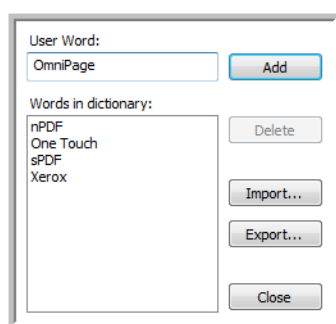 User Word:
OmniPage
Add
Words in dictionary:
nPDF
One Touch
sPDF
Xerox
Delete
Import...
Export...
Close